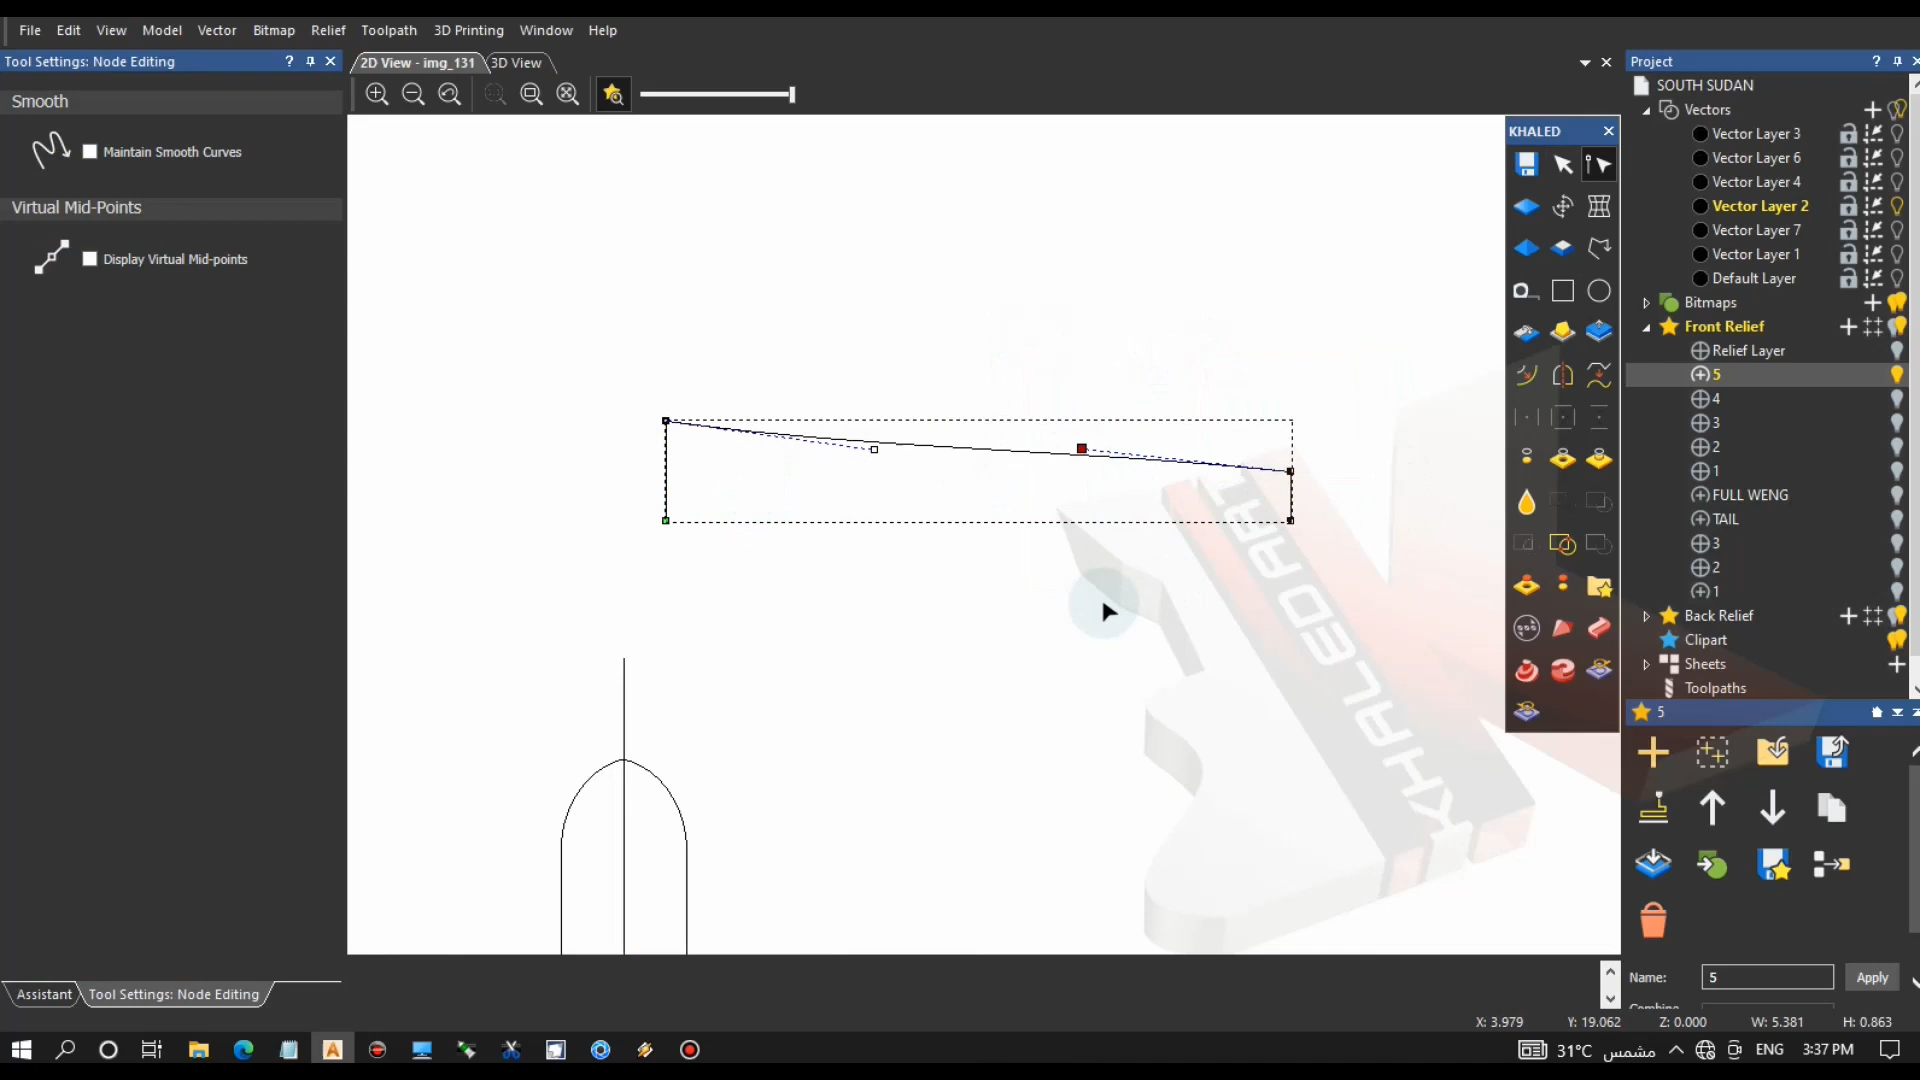 File Edit View Model Vector Bitmap Relief Toolpath 3D Printing Window Help
Tool Settings: Node Editing
Smooth
Maintain Smooth Curves
Virtual Mid-Points
Display Virtual Mid-points
2D View - img_131
3D View
KHALED
KHALEDART
Project
SOUTH SUDAN
Vectors
Vector Layer 3
Vector Layer 6
Vector Layer 4
Vector Layer 2
Vector Layer 7
Vector Layer 1
Default Layer
Bitmaps
Front Relief
Relief Layer
5
4
3
2
1
FULL WENG
TAIL
3
2
1
Back Relief
Clipart
Sheets
Toolpaths
5
Name: 5 Apply
Assistant Tool Settings: Node Editing
X: 3.979 Y: 19.062 Z: 0.000 W: 5.381 H: 0.863
31°C مشمس ENG 3:37 PM